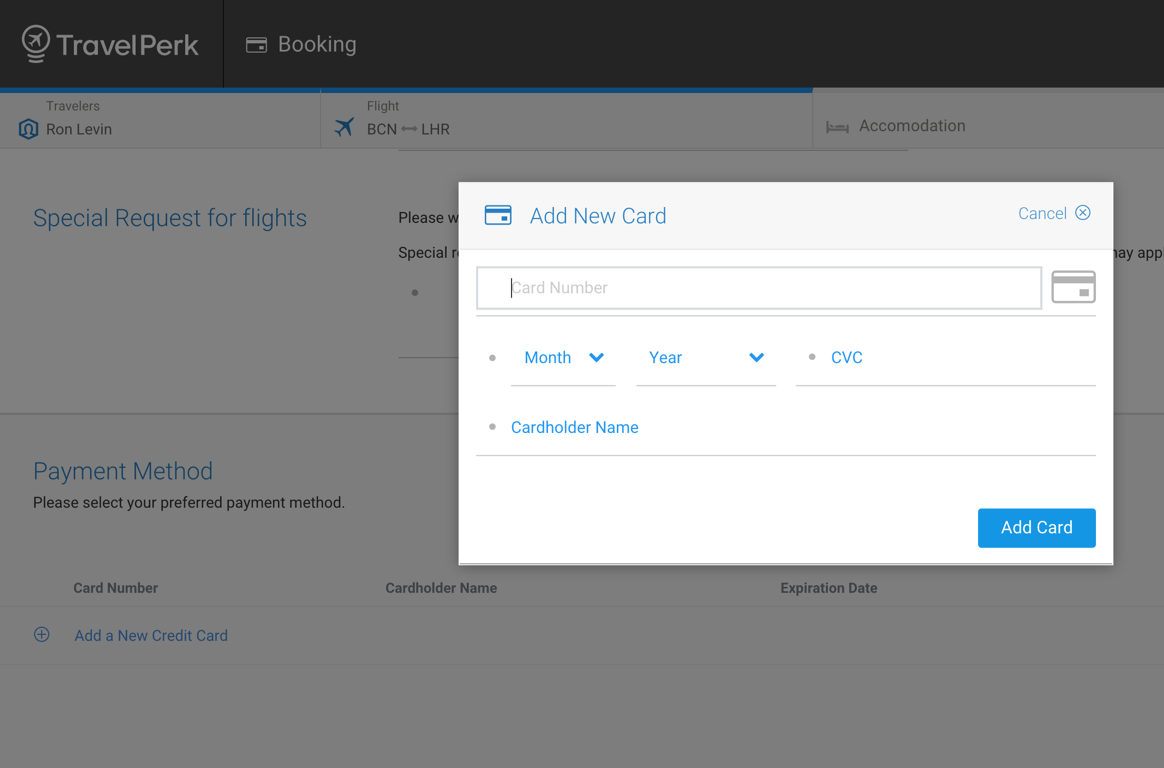 TravelPerk
Booking
Travelers
Ron Levin
Flight
BCN LHR
Accomodation
Special Request for flights
Please w
Special r
may app
Add New Card
Cancel
Card Number
Month
Year
CVC
Cardholder Name
Add Card
Payment Method
Please select your preferred payment method.
Card Number
Cardholder Name
Expiration Date
Add a New Credit Card